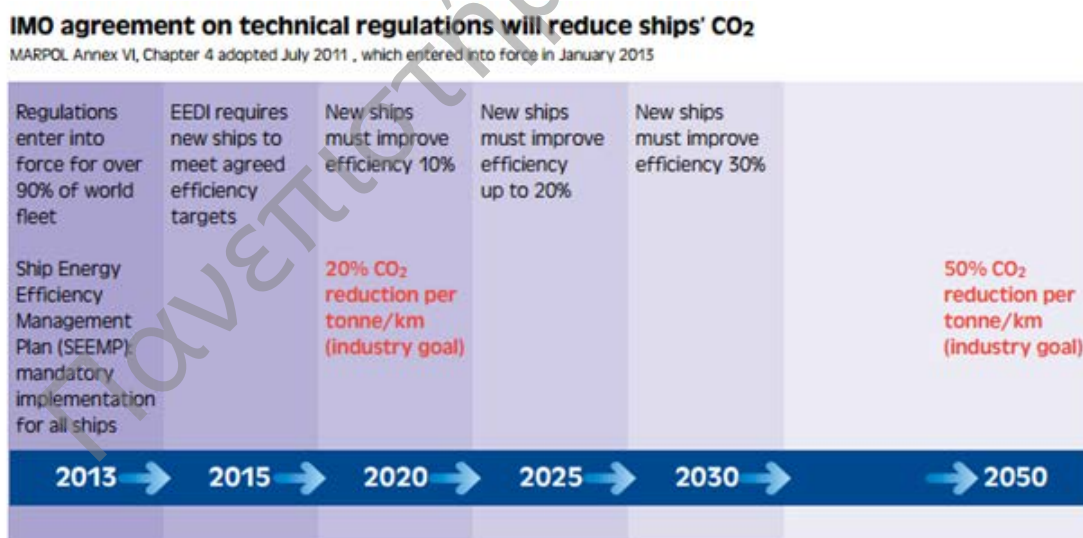 IMO agreement on technical regulations will reduce ships' CO2
MARPOL Annex VI, Chapter 4 adopted July 2011 , which entered into force in January 2013
Regulations
enter into
force for over
90% of world
fleet
Ship Energy
Efficiency
Management
Plan (SEEMP):
mandatory
implementation
for all ships
EEDI requires
new ships to
meet agreed
efficiency
targets
New ships
must improve
efficiency 10%
20% CO2
reduction per
tonne/km
(industry goal)
New ships
must improve
efficiency
up to 20%
New ships
must improve
efficiency 30%
50% CO2
reduction per
tonne/km
(industry goal)
2013 2015 2020 2025 2030 2050